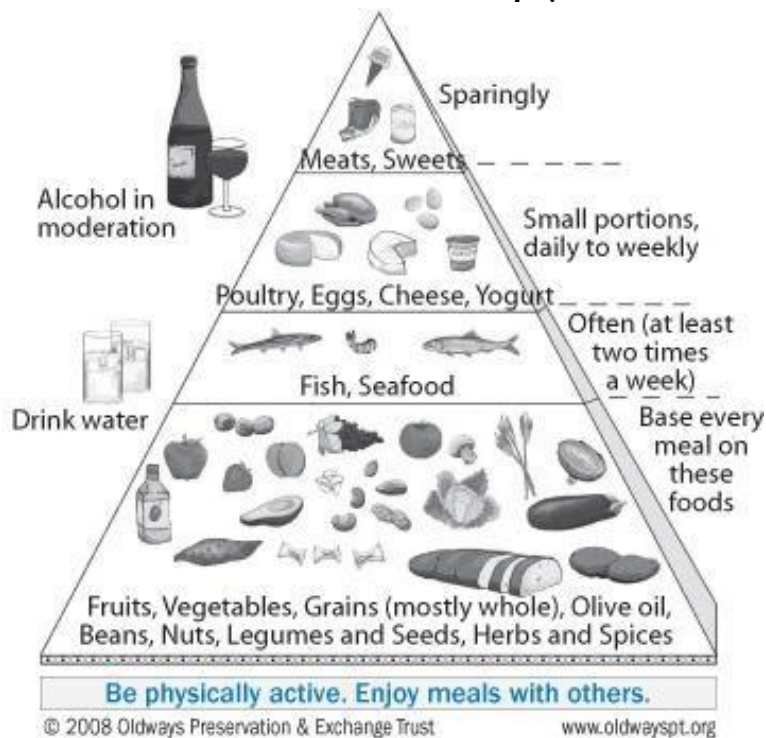 Sparingly
Meats, Sweets
Alcohol in
moderation
Small portions,
daily to weekly
Poultry, Eggs, Cheese, Yogurt
Often (at least
two times
a week)
Fish, Seafood
Drink water
Base every
meal on
these
foods
Fruits, Vegetables, Grains (mostly whole), Olive oil,
Beans, Nuts, Legumes and Seeds, Herbs and Spices
Be physically active. Enjoy meals with others.
© 2008 Oldways Preservation & Exchange Trust
www.oldwayspt.org